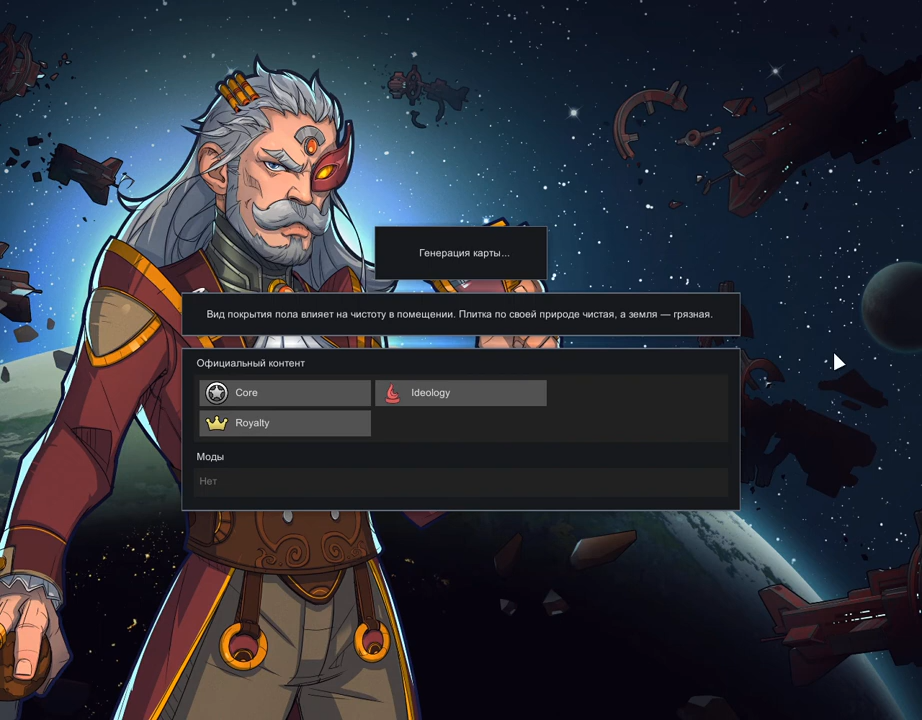 Генерация карты...
Вид покрытия пола влияет на чистоту в помещении. Плитка по своей природе чистая, а земля — грязная.
Официальный контент
Core
Ideology
Royalty
Моды
Нет